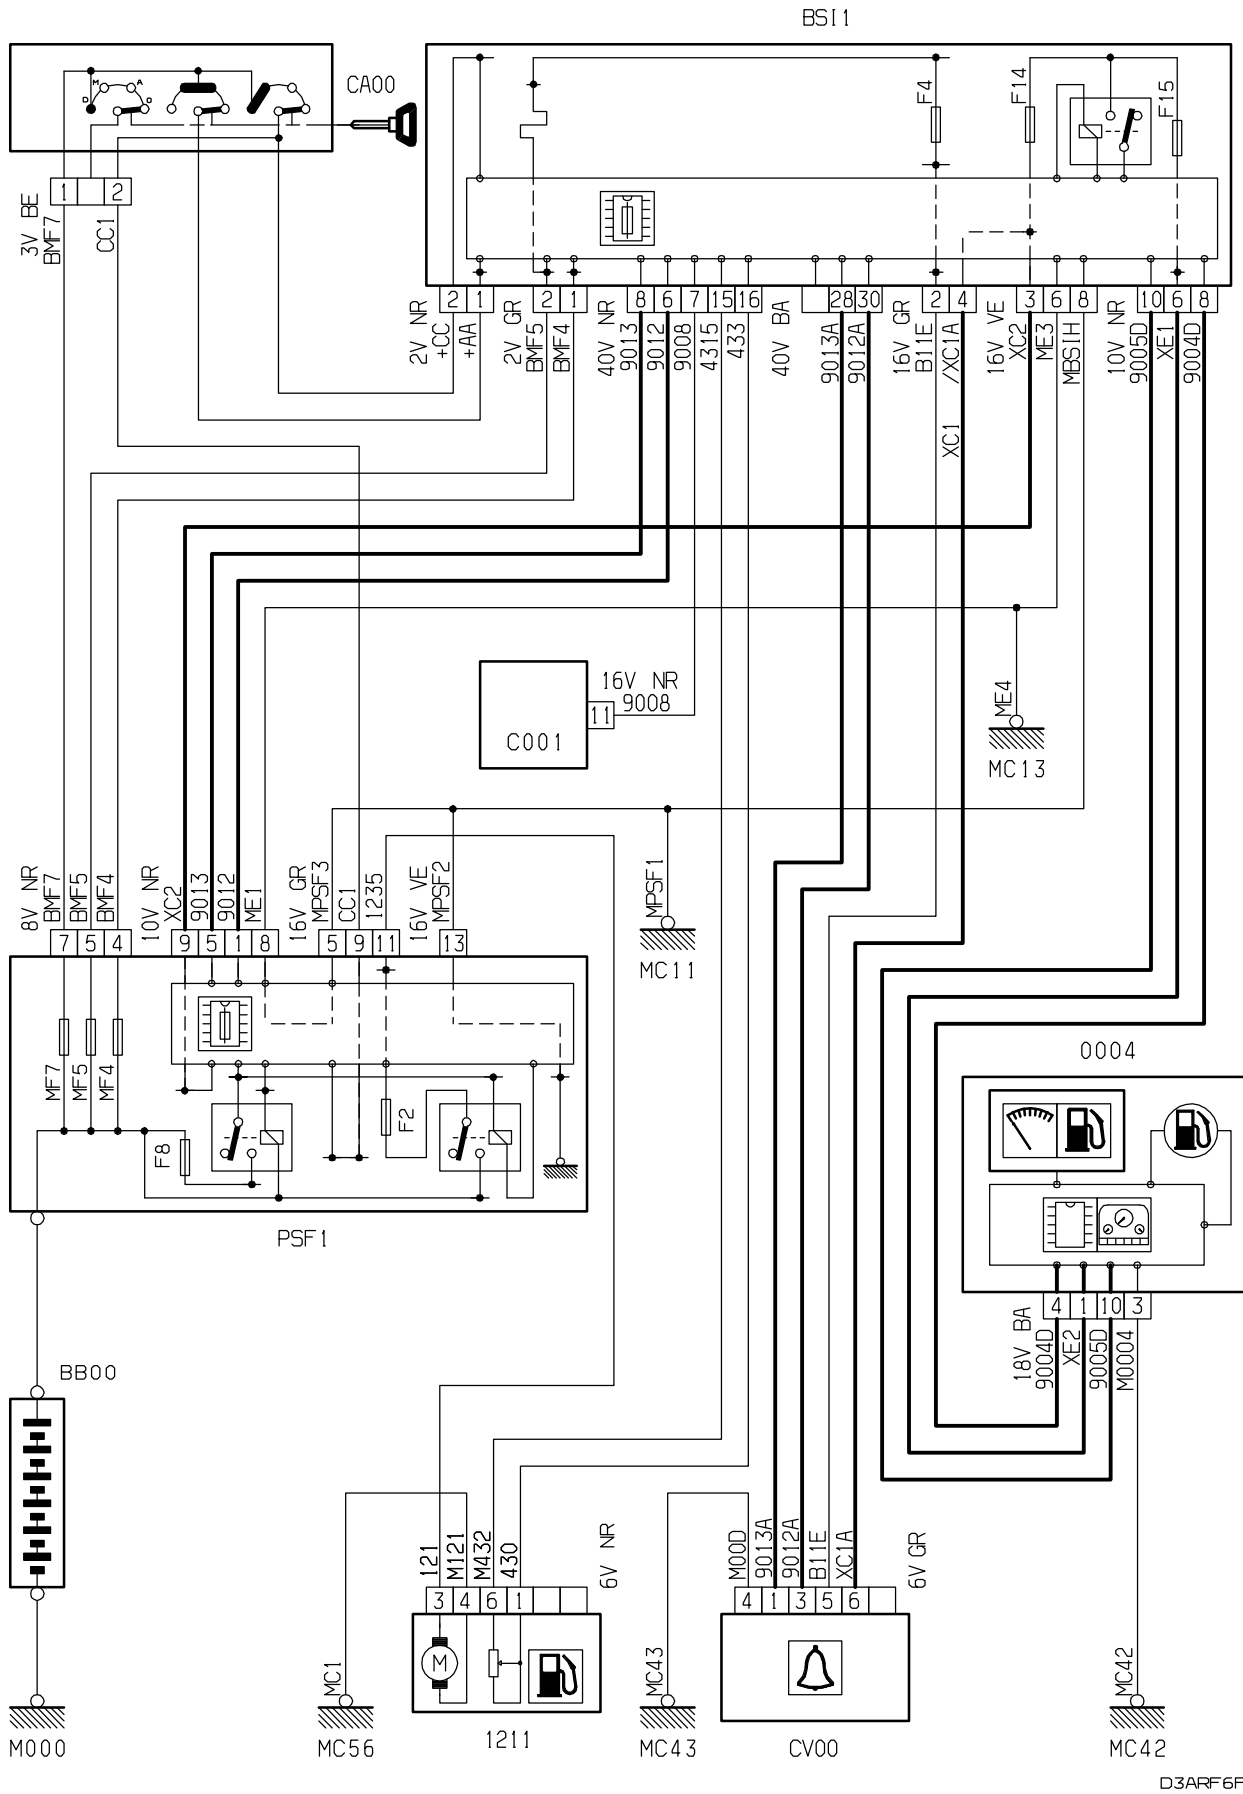 BSI1
CA00
M A
D D
F4
F14
F15
1 2
3V BE
BMF7
CC1
2 1 2 1 8 6 7 15 16 28 30 2 4 3 6 8 10 6 8
2V NR
+CC
+AA
2V GR
BMF5
BMF4
40V NR
9013
9012
9008
4315
433
40V BA
9013A
9012A
16V GR
B11E
XC1 /XC1A
16V VE
XC2
ME3
MBSIH
10V NR
9005D
XE1
9004D
16V NR
9008
11
C001
ME4
MC13
8V NR
BMF7
BMF5
BMF4
10V NR
XC2
9013
9012
ME1
16V GR
MPSF3
CC1
1235
16V VE
MPSF2
MPSF1
MC11
7 5 4 9 5 1 8 5 9 11 13
MF7
MF5
MF4
F8
F2
PSF1
0004
4 1 10 3
18V BA
9004D
XE2
9005D
M0004
BB00
121
M121
M432
430
6V NR
M00D
9013A
9012A
B11E
XC1A
6V GR
3 4 6 1
4 1 3 5 6
M
MC1
MC43
MC42
M000
MC56
1211
MC43
CV00
MC42
D3ARF6F